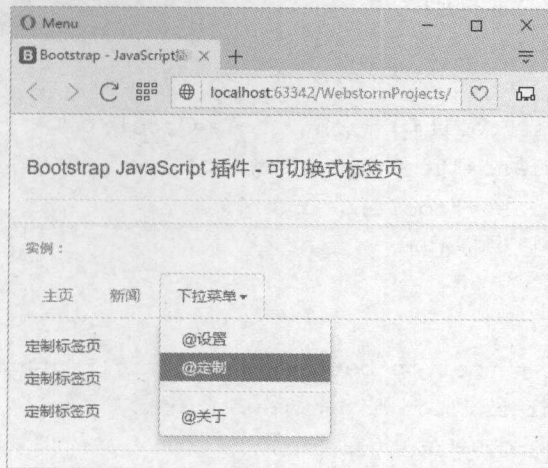 Menu
Bootstrap - JavaScript
localhost:63342/WebstormProjects/
Bootstrap JavaScript 插件 - 可切换式标签页
实例：
主页 新闻 下拉菜单
定制标签页
定制标签页
定制标签页
@设置
@定制
@关于